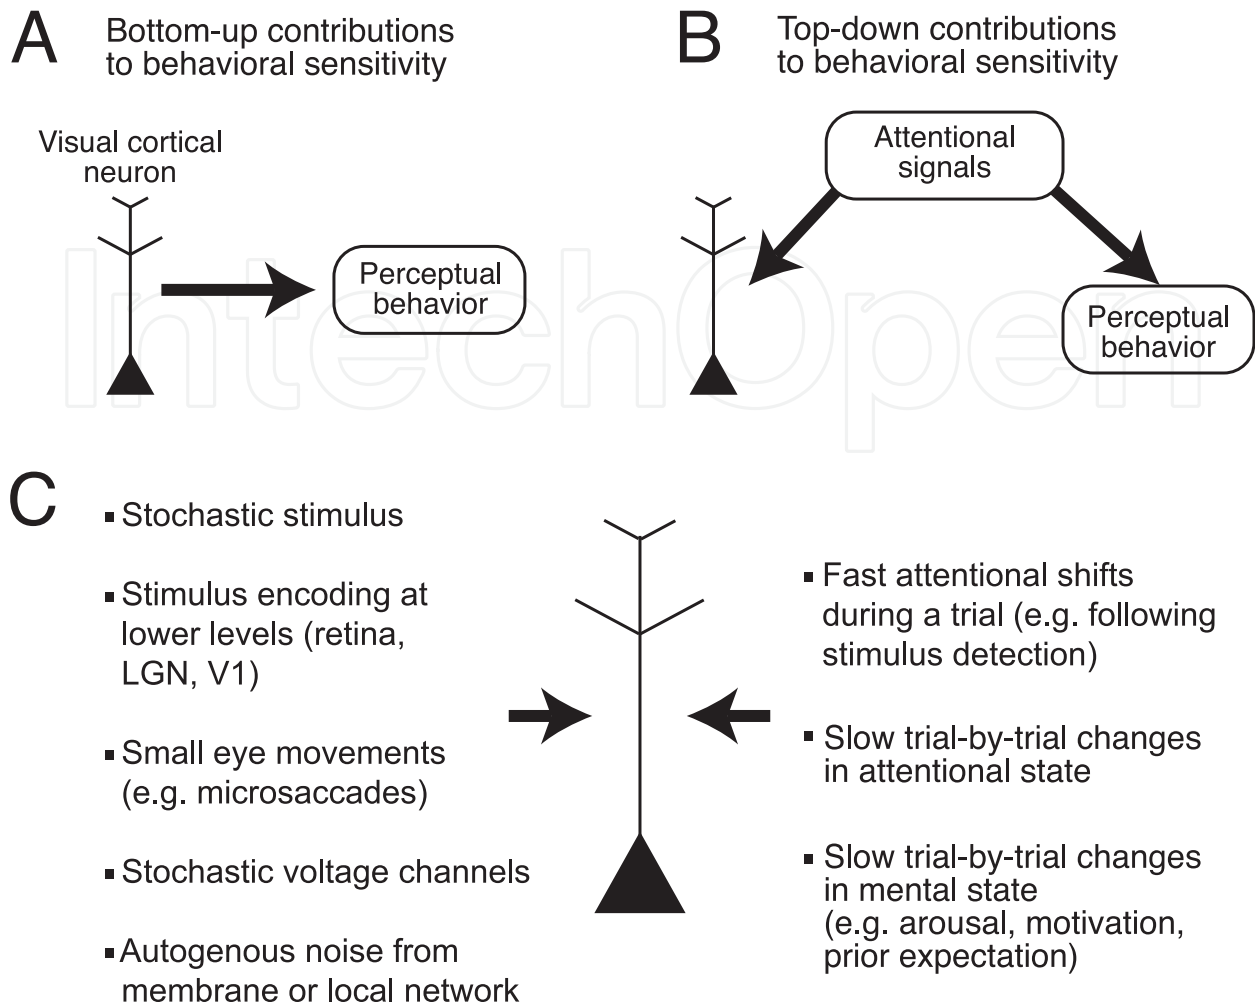 A
Bottom-up contributions
to behavioral sensitivity
Visual cortical
neuron
Perceptual
behavior
B
Top-down contributions
to behavioral sensitivity
Attentional
signals
Perceptual
behavior
IntechOpen
C
▪ Stochastic stimulus
▪ Stimulus encoding at
lower levels (retina,
LGN, V1)
▪ Small eye movements
(e.g. microsaccades)
▪ Stochastic voltage channels
▪ Autogenous noise from
membrane or local network
▪ Fast attentional shifts
during a trial (e.g. following
stimulus detection)
▪ Slow trial-by-trial changes
in attentional state
▪ Slow trial-by-trial changes
in mental state
(e.g. arousal, motivation,
prior expectation)